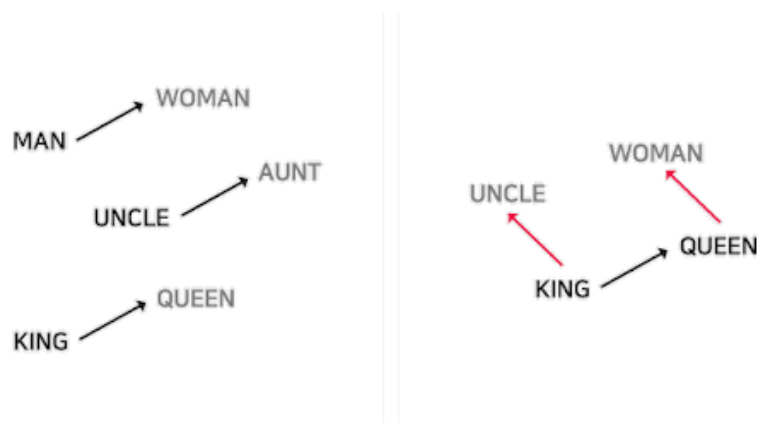 WOMAN
MAN
AUNT
UNCLE
QUEEN
KING
WOMAN
UNCLE
QUEEN
KING